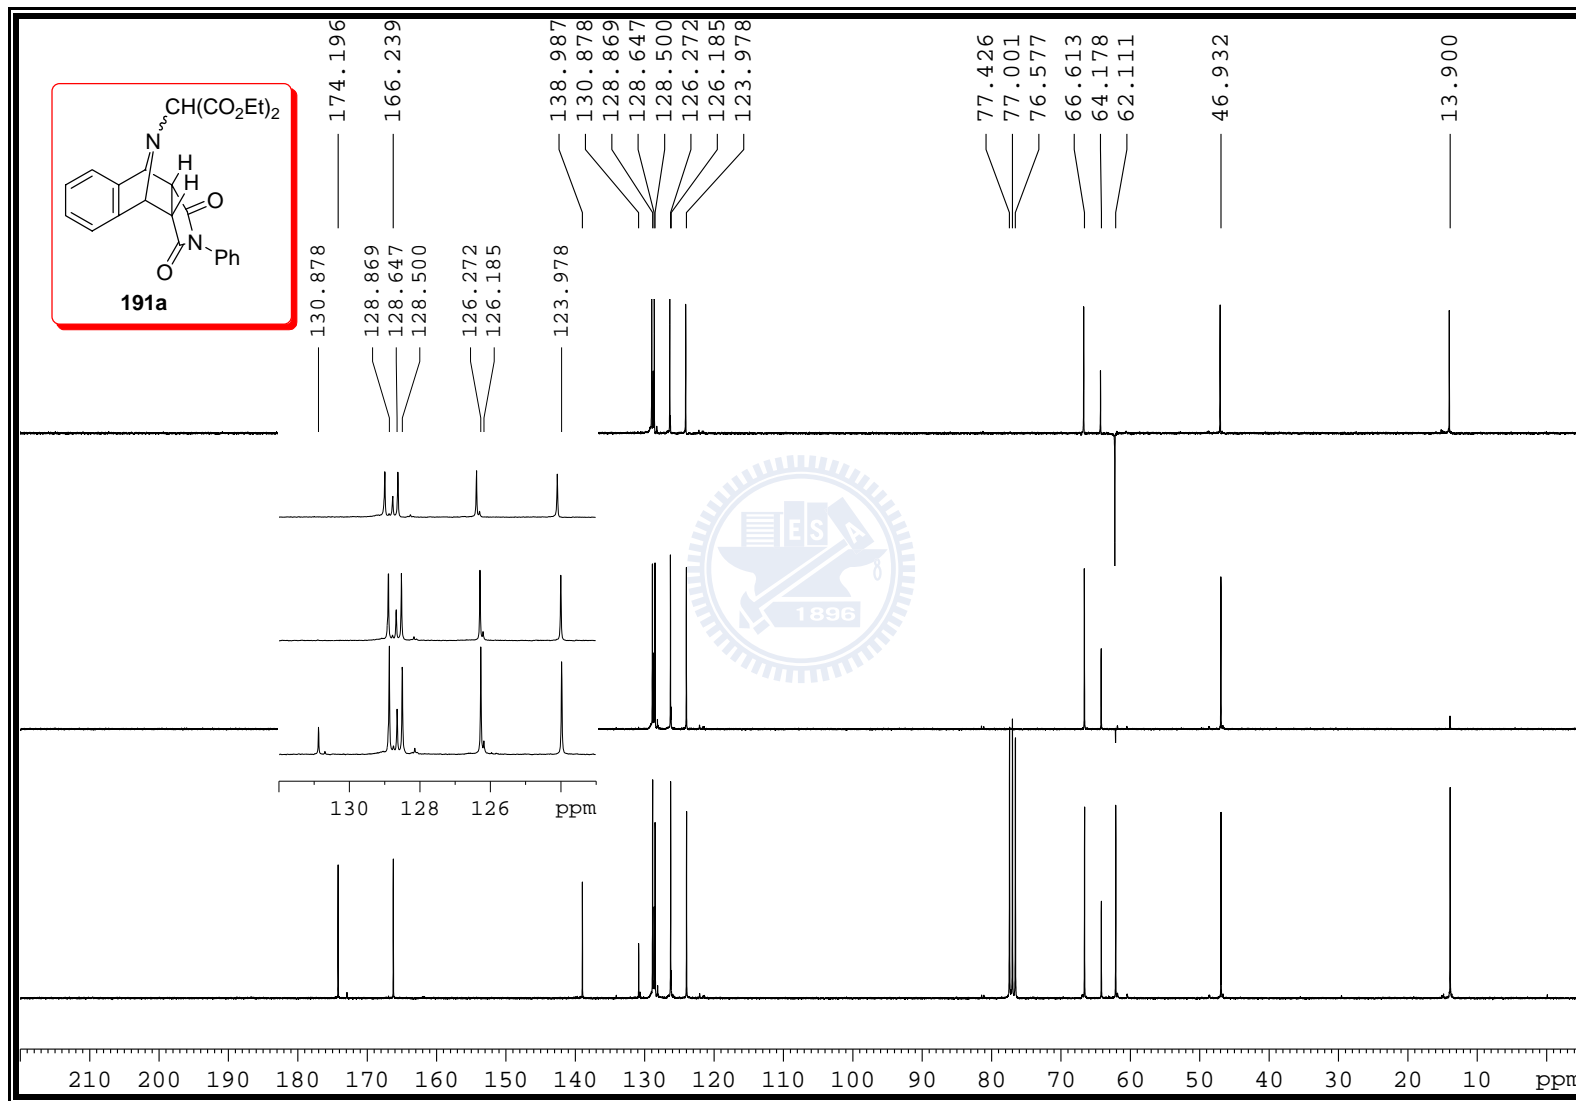 174.196
166.239
138.987
130.878
128.869
128.647
128.500
126.272
126.185
123.978
77.426
77.001
76.577
66.613
64.178
62.111
46.932
13.900
CH(CO2Et)2
N
H
H
O
N
Ph
O
191a
130.878
128.869
128.647
128.500
126.272
126.185
123.978
ES
A
1896
130 128 126 ppm
210 200 190 180 170 160 150 140 130 120 110 100 90 80 70 60 50 40 30 20 10 ppm